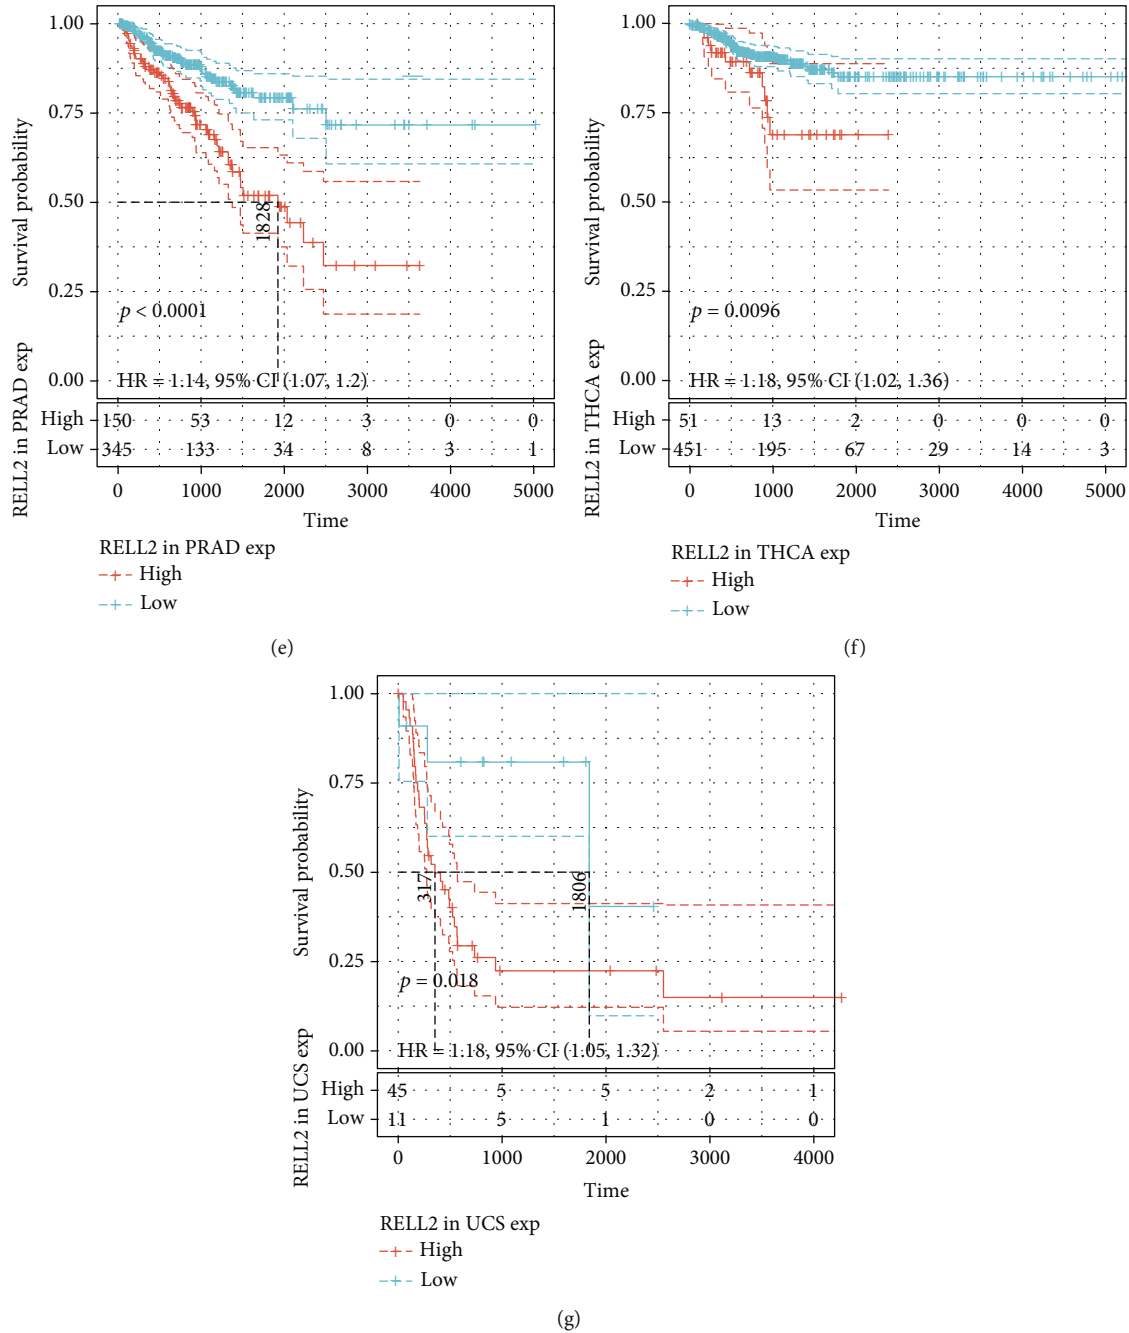 1.00
0.75
0.50
0.25
0.00
Survival probability
1828
p < 0.0001
HR = 1.14, 95% CI (1.07, 1.2)
RELL2 in PRAD exp
High 150 53 12 3 0 0
Low 345 133 34 8 3 1
0 1000 2000 3000 4000 5000
Time
RELL2 in PRAD exp
High
Low
(e)
1.00
0.75
0.50
0.25
0.00
Survival probability
p = 0.0096
HR = 1.18, 95% CI (1.02, 1.36)
RELL2 in THCA exp
High 51 13 2 0 0 0
Low 451 195 67 29 14 3
0 1000 2000 3000 4000 5000
Time
RELL2 in THCA exp
High
Low
(f)
1.00
0.75
0.50
0.25
0.00
Survival probability
317
1806
p = 0.018
HR = 1.18, 95% CI (1.05, 1.32)
RELL2 in UCS exp
High 45 5 5 2 1
Low 11 5 1 0 0
0 1000 2000 3000 4000
Time
RELL2 in UCS exp
High
Low
(g)